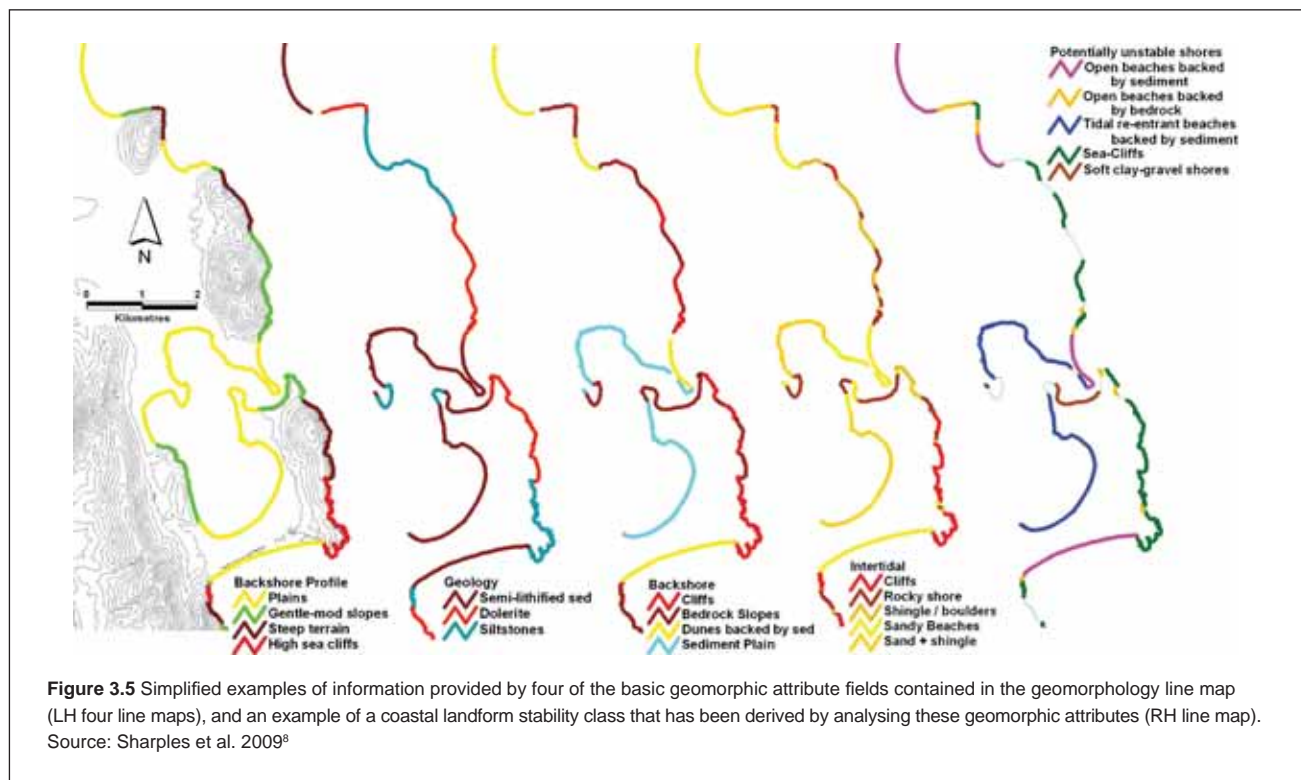 Potentially unstable shores
Open beaches backed
by sediment
Open beaches backed
by bedrock
Tidal re-entrant beaches
backed by sediment
Sea-Cliffs
Soft clay-gravel shores
N
0 1 2
Kilometres
Backshore Profile
Plains
Gentle-mod slopes
Steep terrain
High sea cliffs
Geology
Semi-lithified sed
Dolerite
Siltstones
Backshore
Cliffs
Bedrock Slopes
Dunes backed by sed
Sediment Plain
Intertidal
Cliffs
Rocky shore
Shingle / boulders
Sandy Beaches
Sand + shingle
Figure 3.5 Simplified examples of information provided by four of the basic geomorphic attribute fields contained in the geomorphology line map
(LH four line maps), and an example of a coastal landform stability class that has been derived by analysing these geomorphic attributes (RH line map).
Source: Sharples et al. 2009⁸